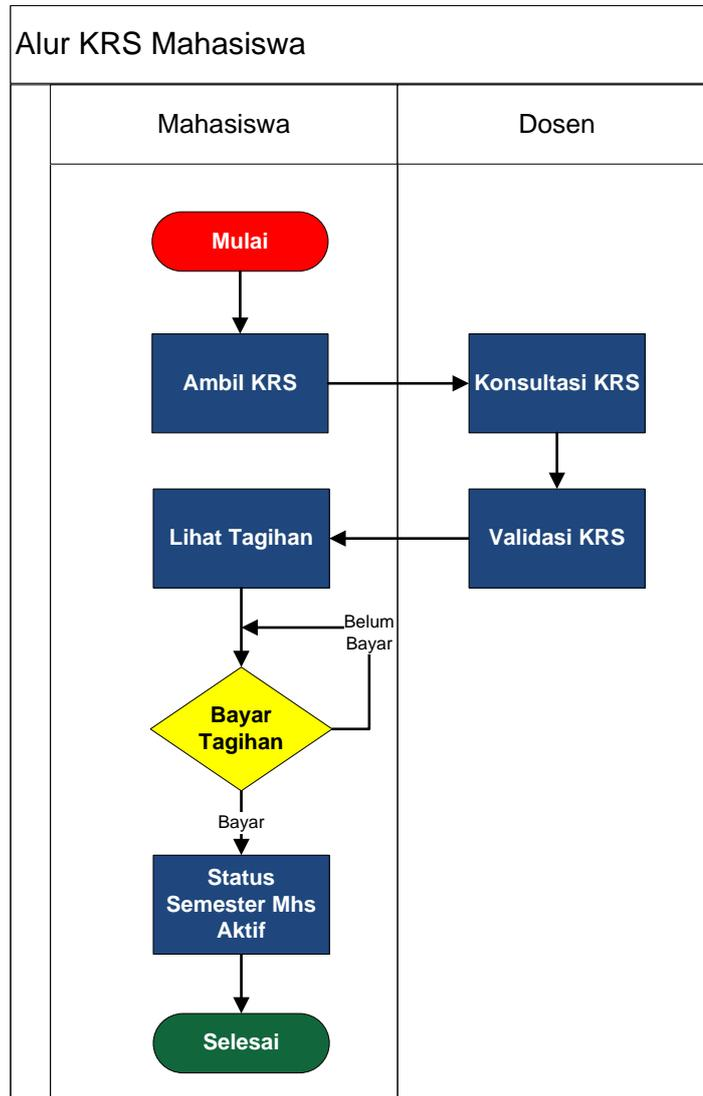 Alur KRS Mahasiswa
Mahasiswa
Dosen
Mulai
Ambil KRS
Konsultasi KRS
Lihat Tagihan
Validasi KRS
Belum
Bayar
Bayar
Tagihan
Bayar
Status
Semester Mhs
Aktif
Selesai